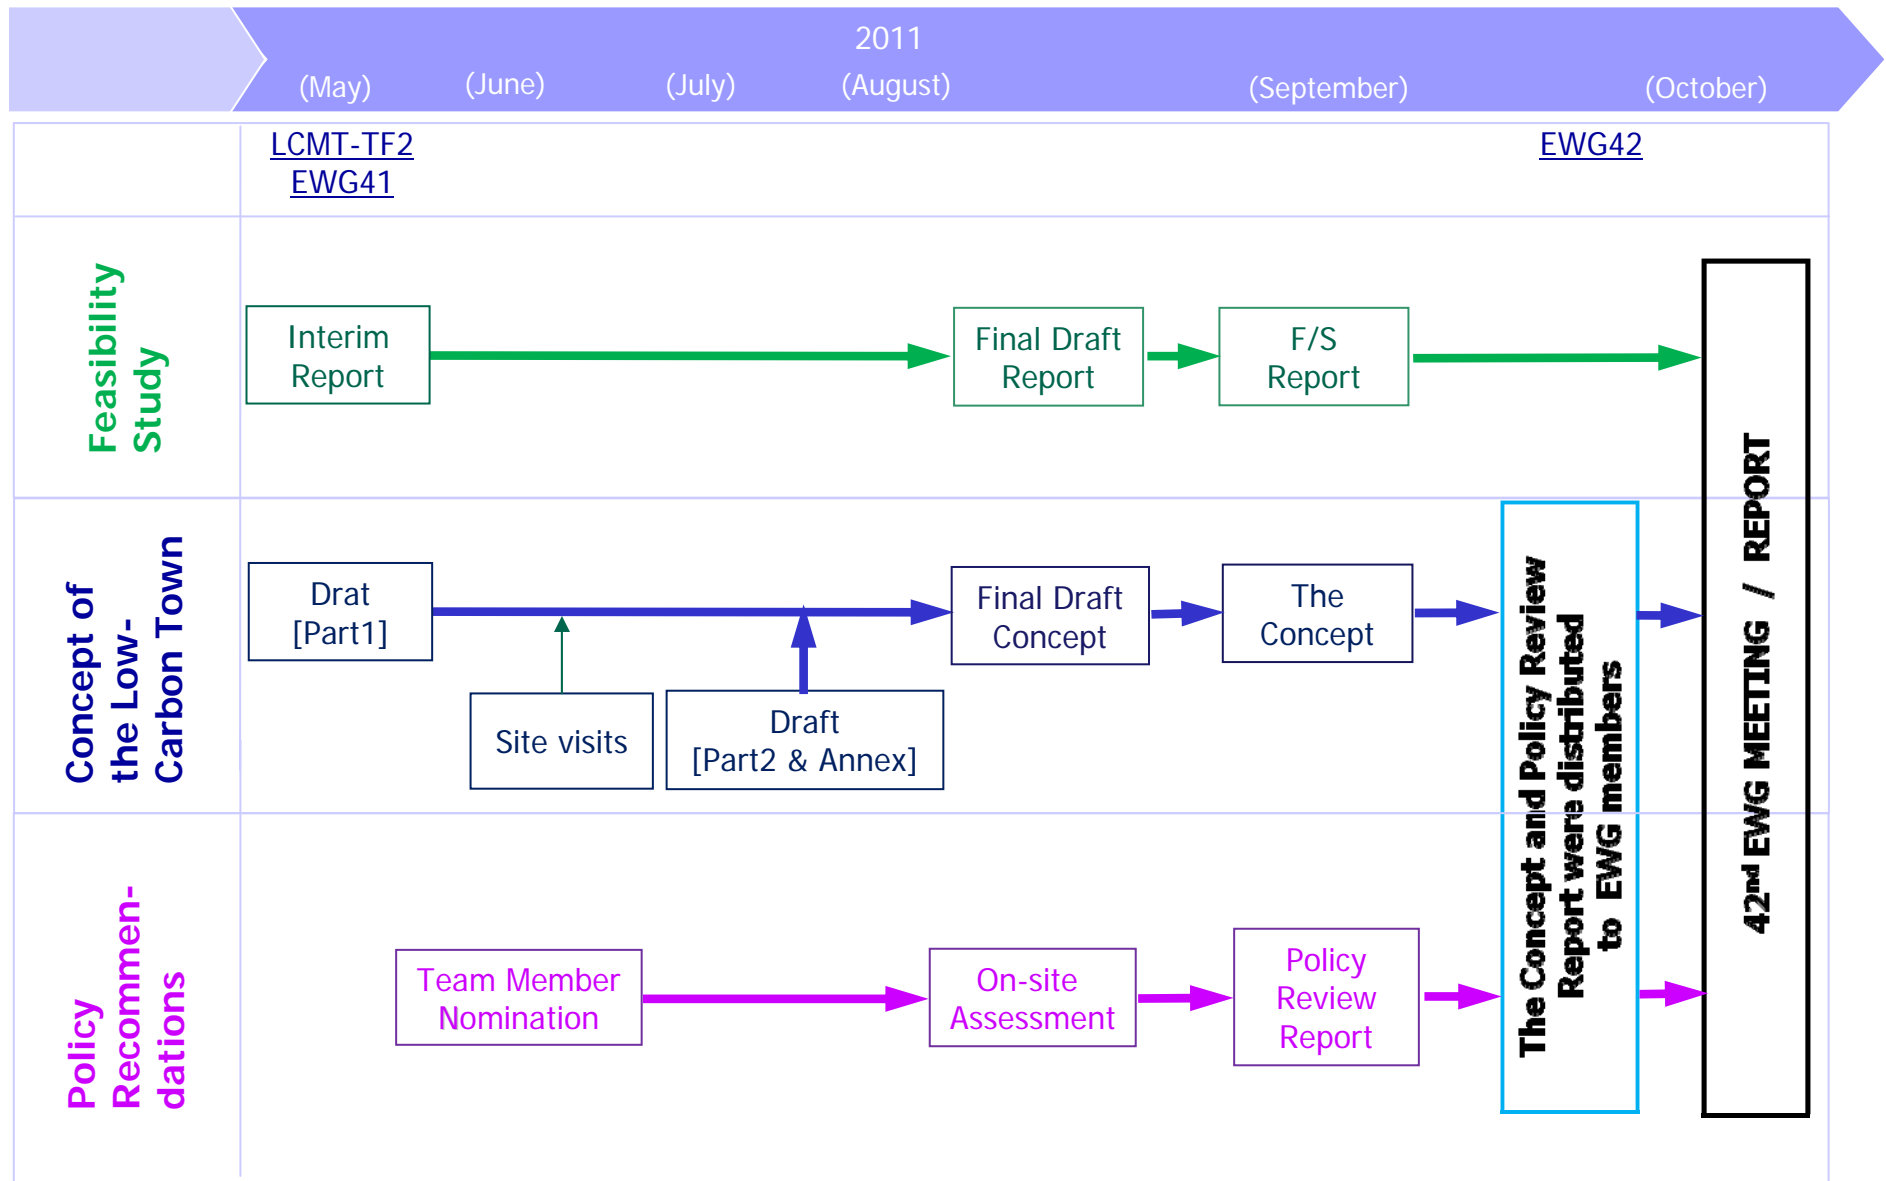 2011
(May)
(June)
(July)
(August)
(September)
(October)
LCMT-TF2
EWG41
EWG42
Feasibility
Study
Interim
Report
Final Draft
Report
F/S
Report
Concept of
the Low-
Carbon Town
Drat
[Part1]
Site visits
Draft
[Part2 & Annex]
Final Draft
Concept
The
Concept
Policy
Recommen-
dations
Team Member
Nomination
On-site
Assessment
Policy
Review
Report
The Concept and Policy Review
Report were distributed
to EWG members
42nd EWG MEETING / REPORT